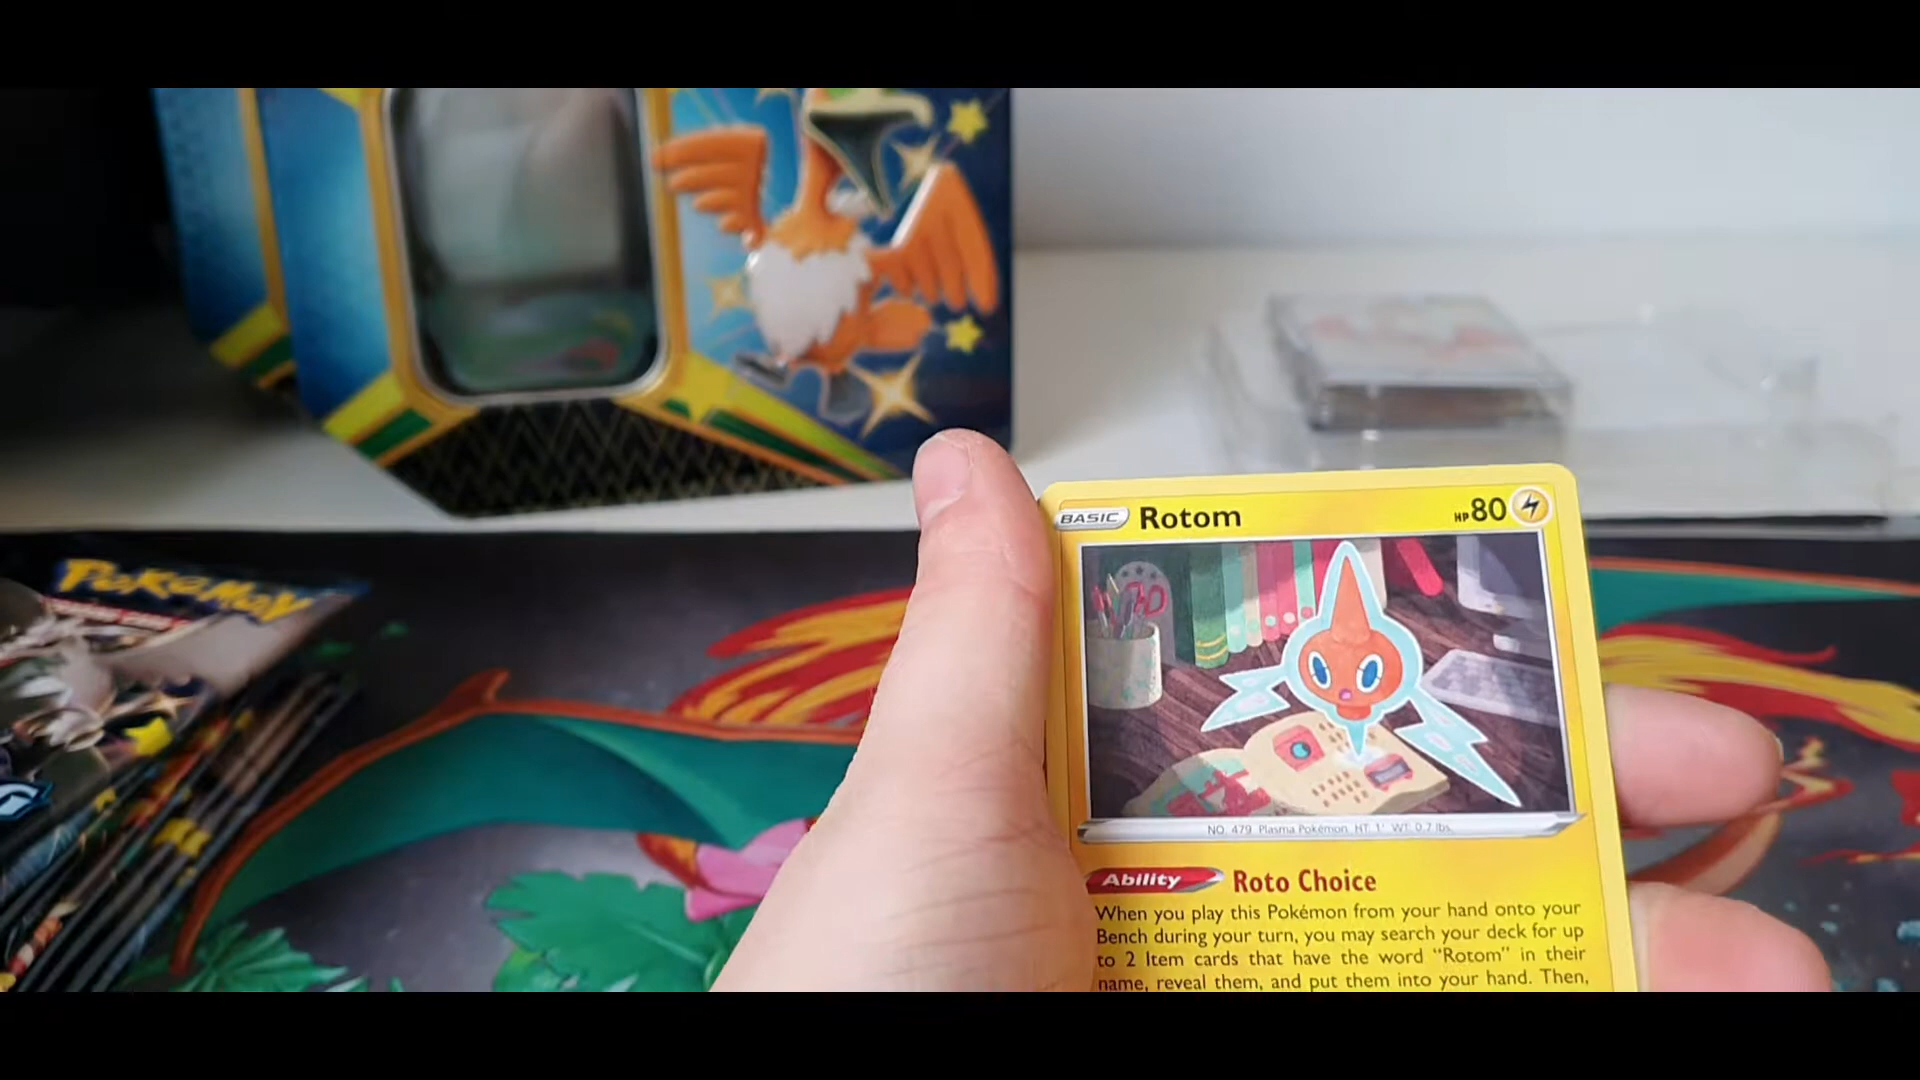 POKéMON
BASIC Rotom HP 80
NO. 479 Plasma Pokémon HT: 1' WT: 0.7 lbs.
Ability Roto Choice
When you play this Pokémon from your hand onto your
Bench during your turn, you may search your deck for up
to 2 Item cards that have the word “Rotom” in their
name, reveal them, and put them into your hand. Then,